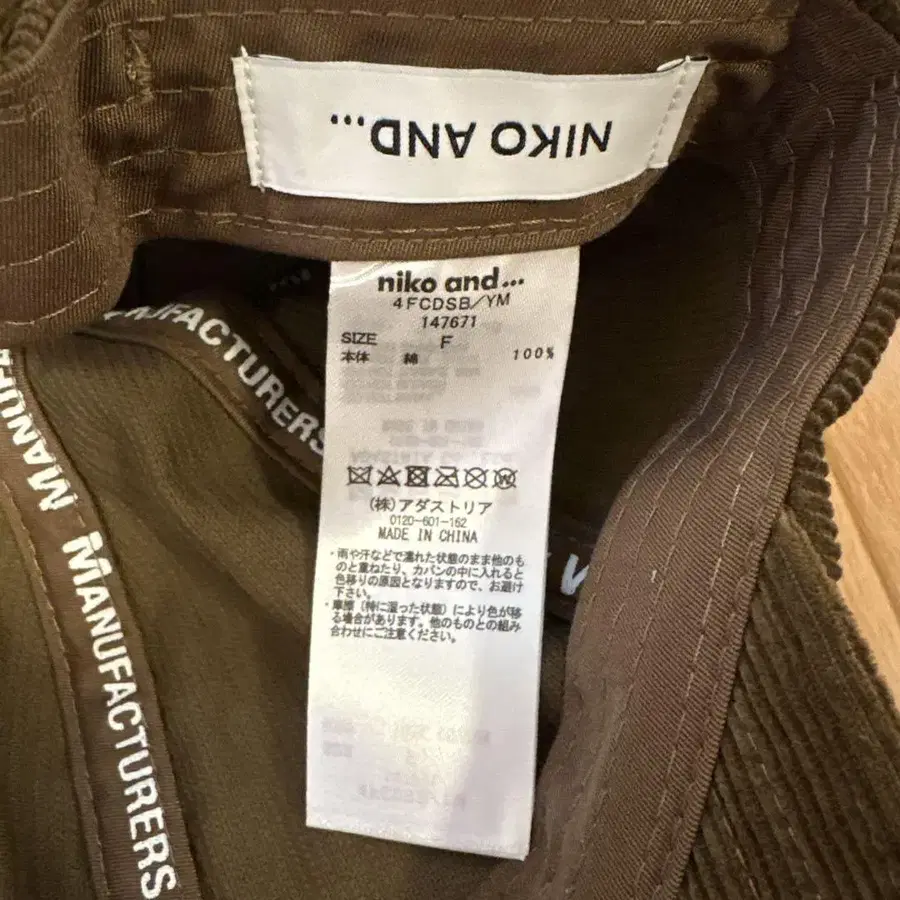 NIKO AND...
niko and...
4FCDSB/YM
147671
SIZE F
本体 綿 100%
(株)アダストリア
0120-601-162
MADE IN CHINA
・雨や汗などで濡れた状態のまま他のも
のと重ねたり、カバンの中に入れると
色移りの原因となりますので、お避け
下さい。
・摩擦(特に湿った状態)により色が移
る場合があります。他のものとの組み
合わせにご注意ください。
MANUFACTURERS
MANUFACTURERS